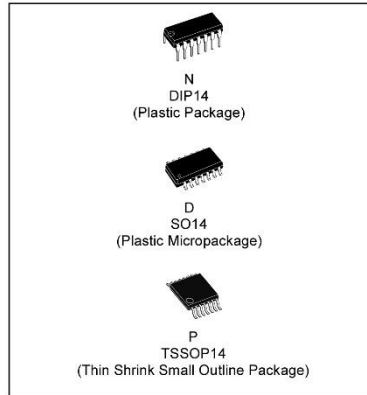 N
DIP14
(Plastic Package)
D
SO14
(Plastic Micropackage)
P
TSSOP14
(Thin Shrink Small Outline Package)